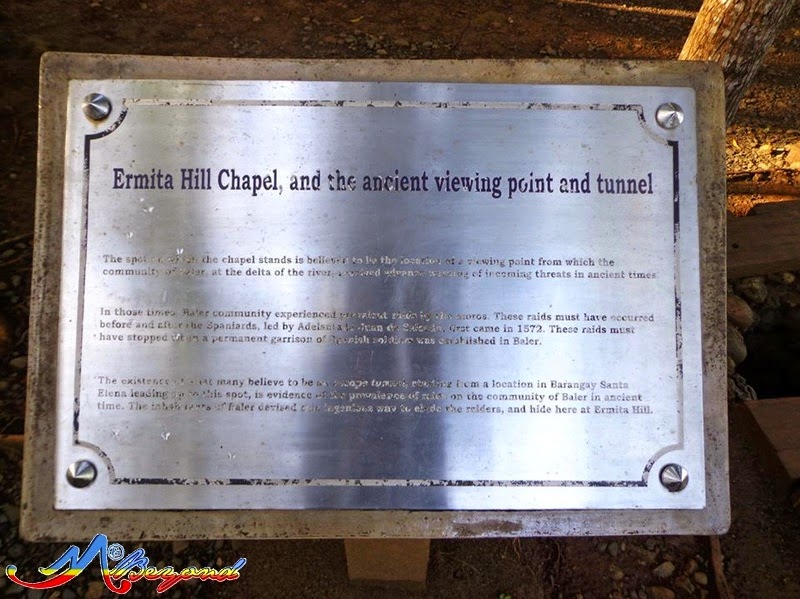 Ermita Hill Chapel, and the ancient viewing point and tunnel
The spot on which the chapel stands is believed to be the location of a viewing point from which the
community of Baler, at the delta of the river, received advance warning of incoming threats in ancient times
In those times, Baler community experienced raids by the moros. These raids must have occurred
before and after the Spaniards, led by Adelantado Juan de Salcedo, first came in 1572. These raids must
have stopped when a permanent garrison of Spanish soldiers was established in Baler.
The existence of what many believe to be an escape tunnel, starting from a location in Barangay Santa
Elena leading up to this spot, is evidence of the prevalence of raids on the community of Baler in ancient
time. The inhabitants of Baler devised an ingenious way to elude the raiders, and hide here at Ermita Hill.
MBeyond